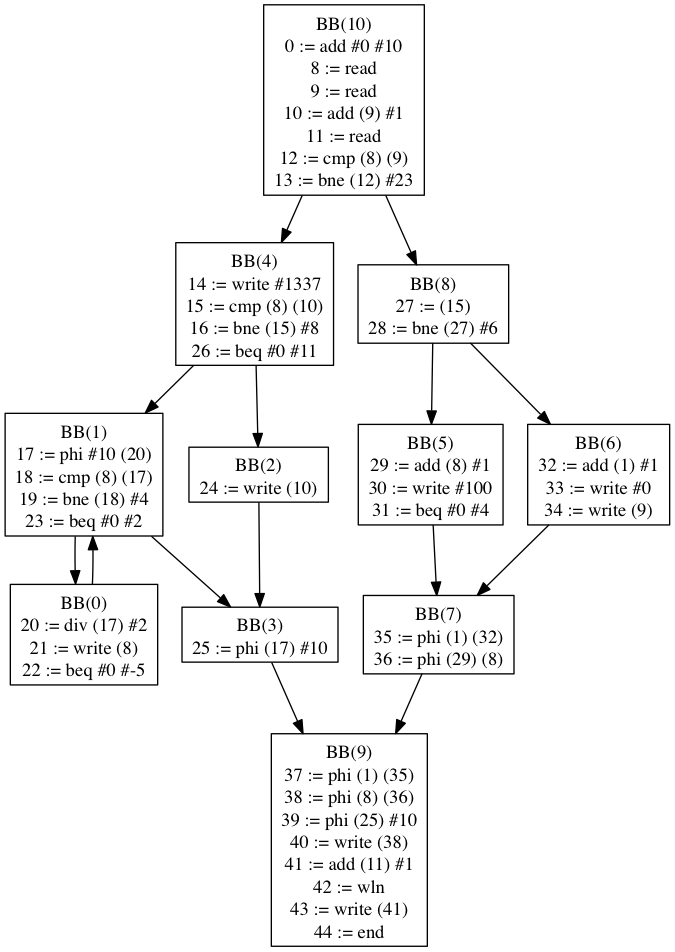 BB(10)
0 := add #0 #10
8 := read
9 := read
10 := add (9) #1
11 := read
12 := cmp (8) (9)
13 := bne (12) #23
BB(4)
14 := write #1337
15 := cmp (8) (10)
16 := bne (15) #8
26 := beq #0 #11
BB(8)
27 := (15)
28 := bne (27) #6
BB(1)
17 := phi #10 (20)
18 := cmp (8) (17)
19 := bne (18) #4
23 := beq #0 #2
BB(2)
24 := write (10)
BB(5)
29 := add (8) #1
30 := write #100
31 := beq #0 #4
BB(6)
32 := add (1) #1
33 := write #0
34 := write (9)
BB(0)
20 := div (17) #2
21 := write (8)
22 := beq #0 #-5
BB(3)
25 := phi (17) #10
BB(7)
35 := phi (1) (32)
36 := phi (29) (8)
BB(9)
37 := phi (1) (35)
38 := phi (8) (36)
39 := phi (25) #10
40 := write (38)
41 := add (11) #1
42 := wln
43 := write (41)
44 := end